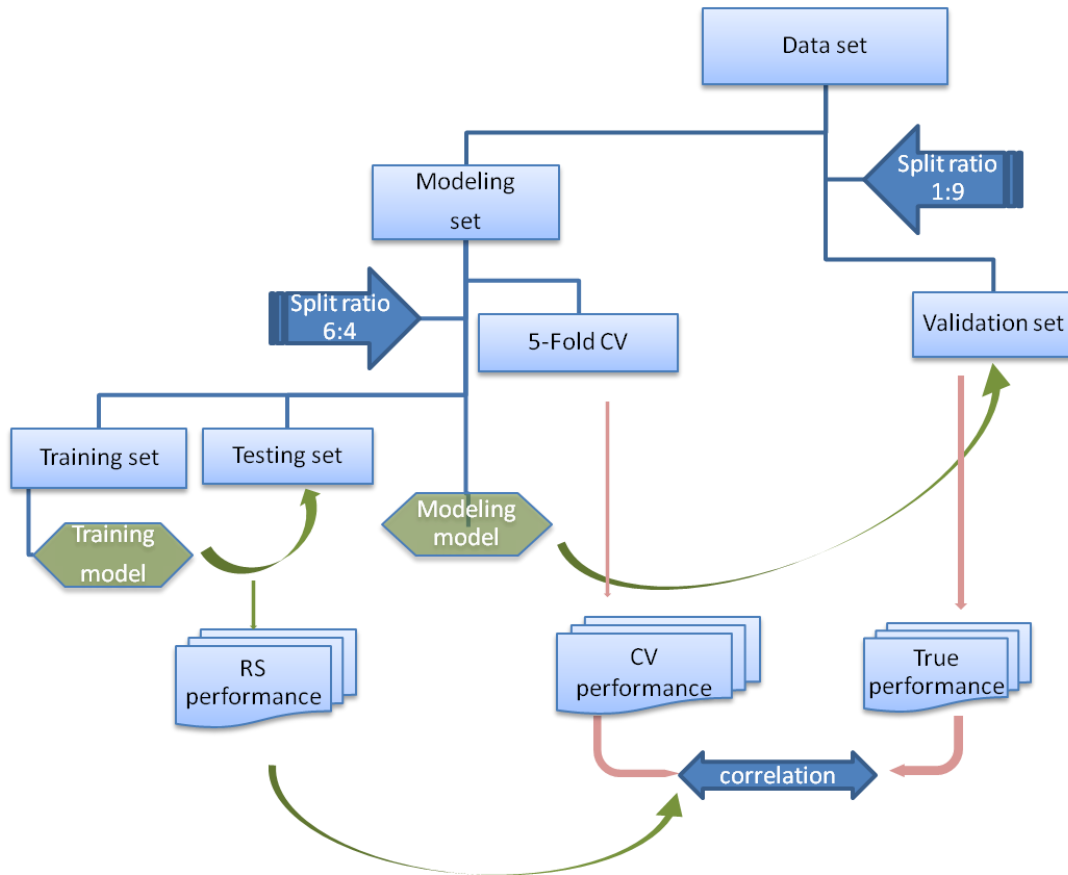 Data set
Split ratio
1:9
Modeling
set
Split ratio
6:4
5-Fold CV
Validation set
Training set
Testing set
Modeling
model
Training
model
RS
performance
CV
performance
True
performance
correlation